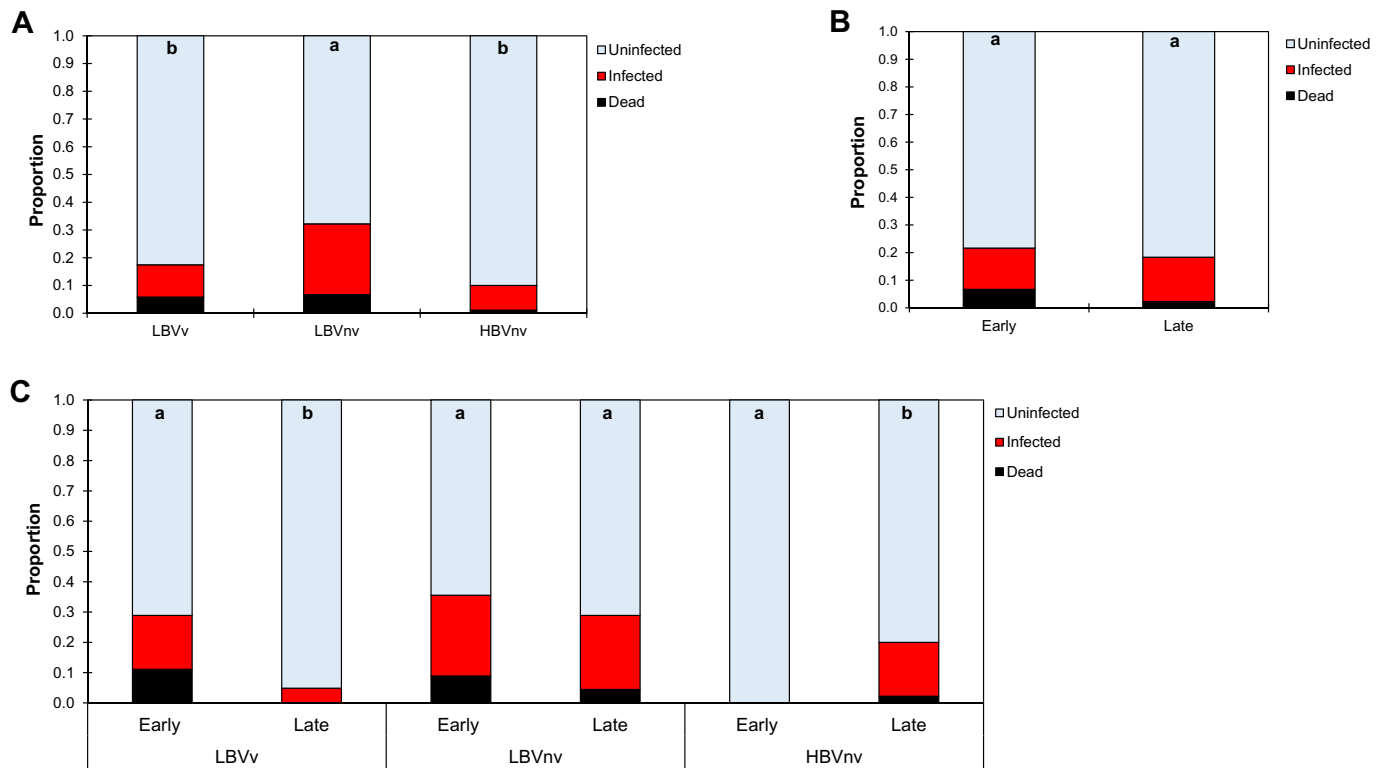 A
Proportion
1.0
0.9
0.8
0.7
0.6
0.5
0.4
0.3
0.2
0.1
0.0
b a b
LBVv LBVnv HBVnv
Uninfected
Infected
Dead
B
Proportion
1.0
0.9
0.8
0.7
0.6
0.5
0.4
0.3
0.2
0.1
0.0
a a
Early Late
Uninfected
Infected
Dead
C
Proportion
1.0
0.9
0.8
0.7
0.6
0.5
0.4
0.3
0.2
0.1
0.0
a b a a a b
Early Late Early Late Early Late
LBVv LBVnv HBVnv
Uninfected
Infected
Dead